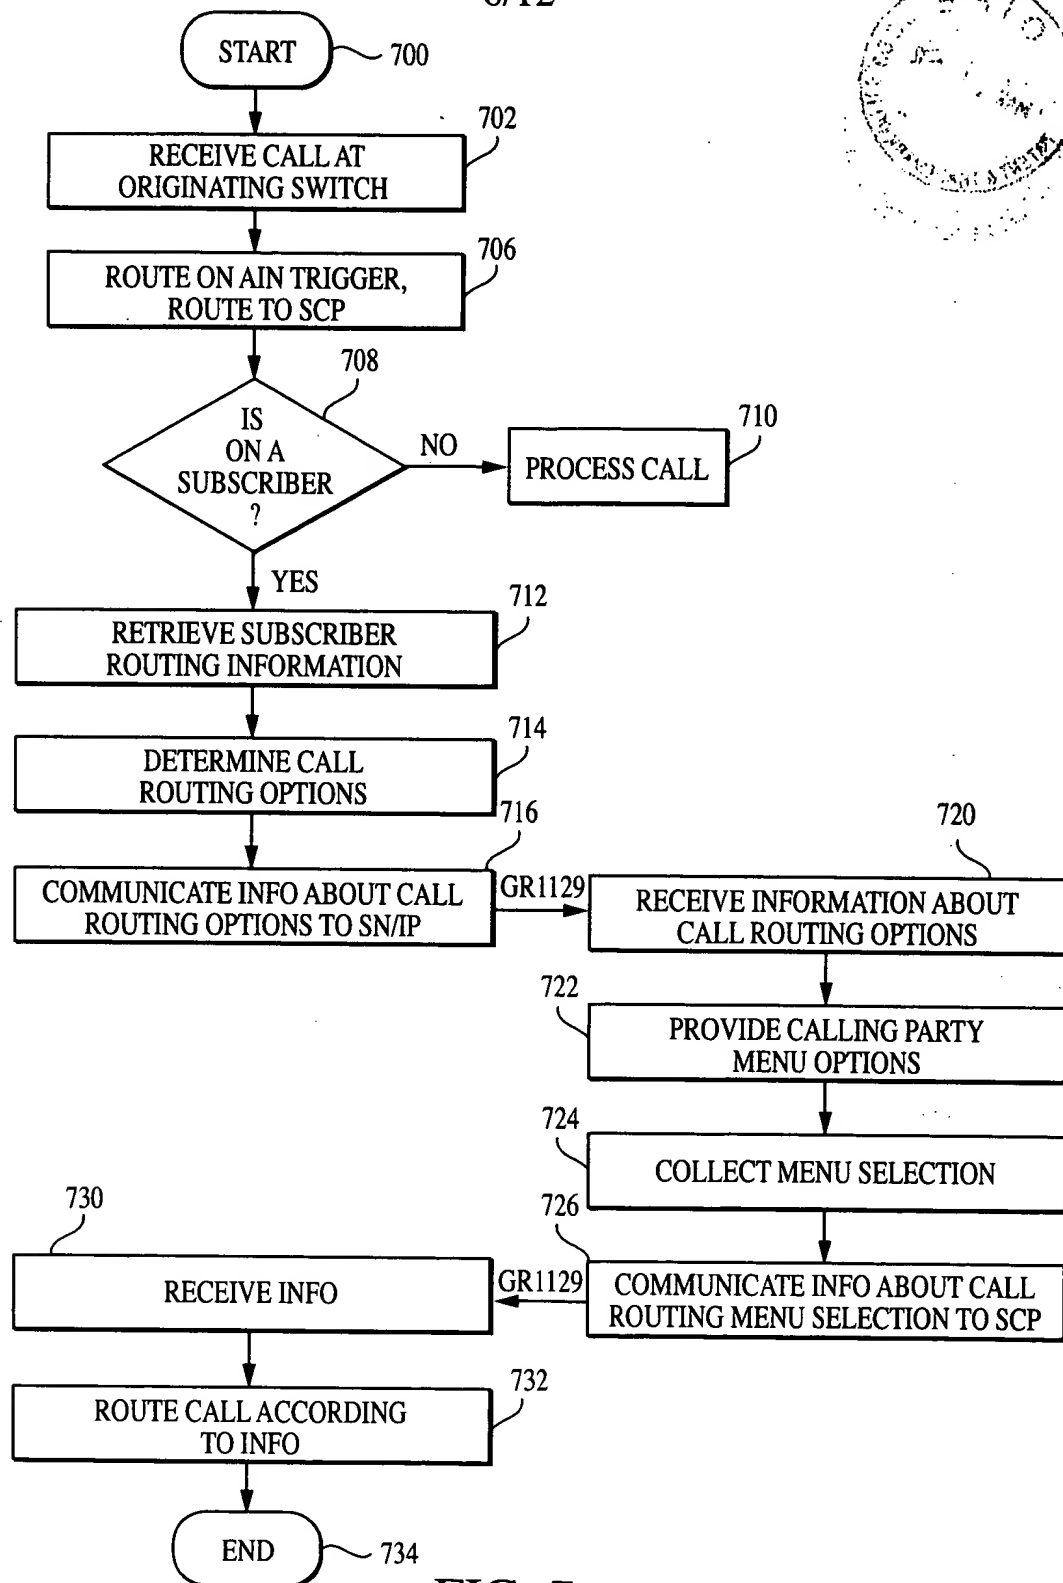 START
700
702
RECEIVE CALL AT
ORIGINATING SWITCH
706
ROUTE ON AIN TRIGGER,
ROUTE TO SCP
708
IS
ON A
SUBSCRIBER
?
NO
710
PROCESS CALL
YES
712
RETRIEVE SUBSCRIBER
ROUTING INFORMATION
714
DETERMINE CALL
ROUTING OPTIONS
716
COMMUNICATE INFO ABOUT CALL
ROUTING OPTIONS TO SN/IP
GR1129
720
RECEIVE INFORMATION ABOUT
CALL ROUTING OPTIONS
722
PROVIDE CALLING PARTY
MENU OPTIONS
724
COLLECT MENU SELECTION
726
COMMUNICATE INFO ABOUT CALL
ROUTING MENU SELECTION TO SCP
GR1129
730
RECEIVE INFO
732
ROUTE CALL ACCORDING
TO INFO
END
734